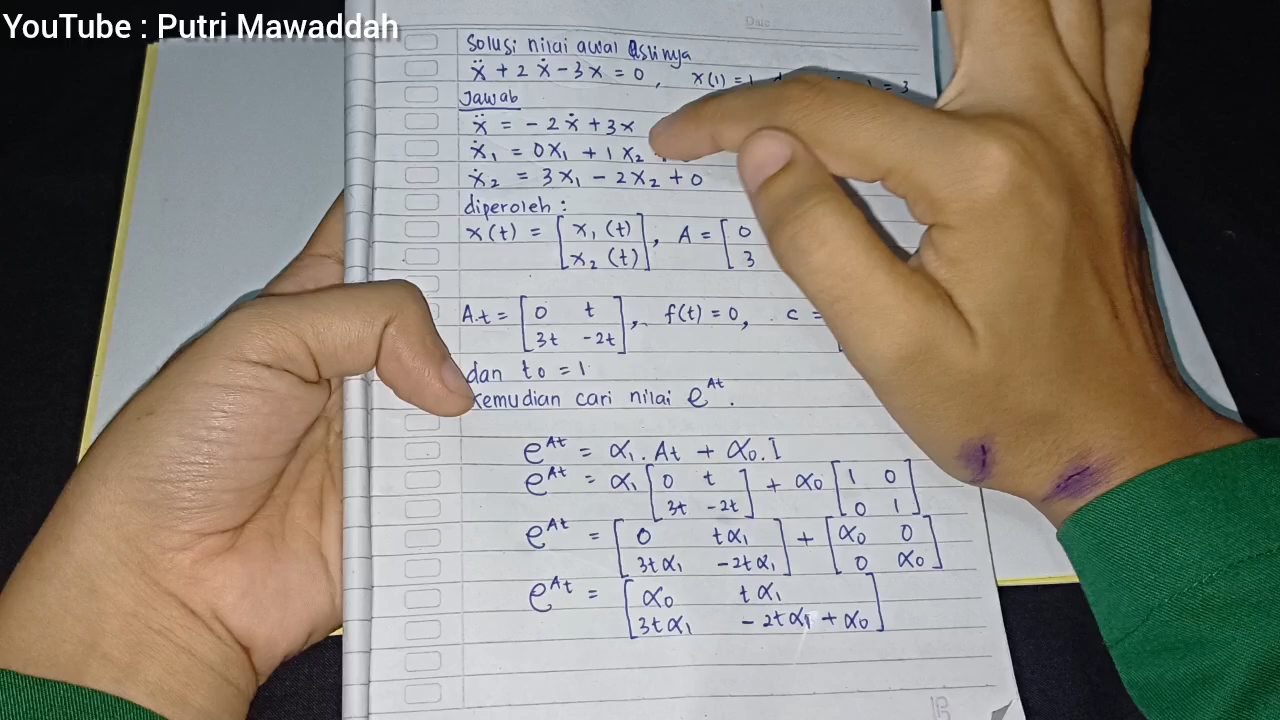 YouTube : Putri Mawaddah
Date
Solusi nilai awal aslinya
ẍ + 2ẋ - 3x = 0, x(1) = 1 = 3
Jawab
ẍ = - 2ẋ + 3x
ẋ₁ = 0x₁ + 1x₂
ẋ₂ = 3x₁ - 2x₂ + 0
diperoleh :
x(t) = [x₁ (t)], A = [0
[x₂ (t)] [3
A.t = [0 t], f(t) = 0, c =
[3t -2t]
dan to = 1
kemudian cari nilai e^At.
e^At = α₁. At + α₀. I
e^At = α₁ [0 t] + α₀ [1 0]
[3t -2t] [0 1]
e^At = [0 tα₁] + [α₀ 0]
[3tα₁ -2tα₁] [0 α₀]
e^At = [α₀ tα₁]
[3tα₁ - 2tα₁ + α₀]